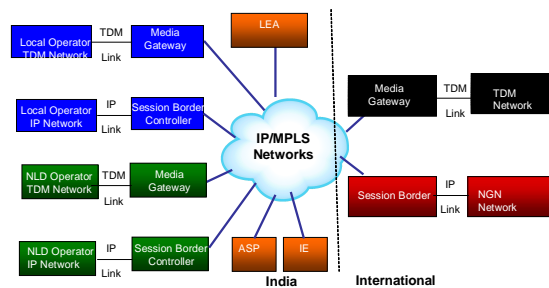 LEA
Local Operator
TDM Network
TDM
Link
Media
Gateway
Local Operator
IP Network
IP
Link
Session Border
Controller
NLD Operator
TDM Network
TDM
Link
Media
Gateway
NLD Operator
IP Network
IP
Link
Session Border
Controller
IP/MPLS
Networks
ASP
IE
India
Media
Gateway
TDM
Link
TDM
Network
Session Border
IP
Link
NGN
Network
International